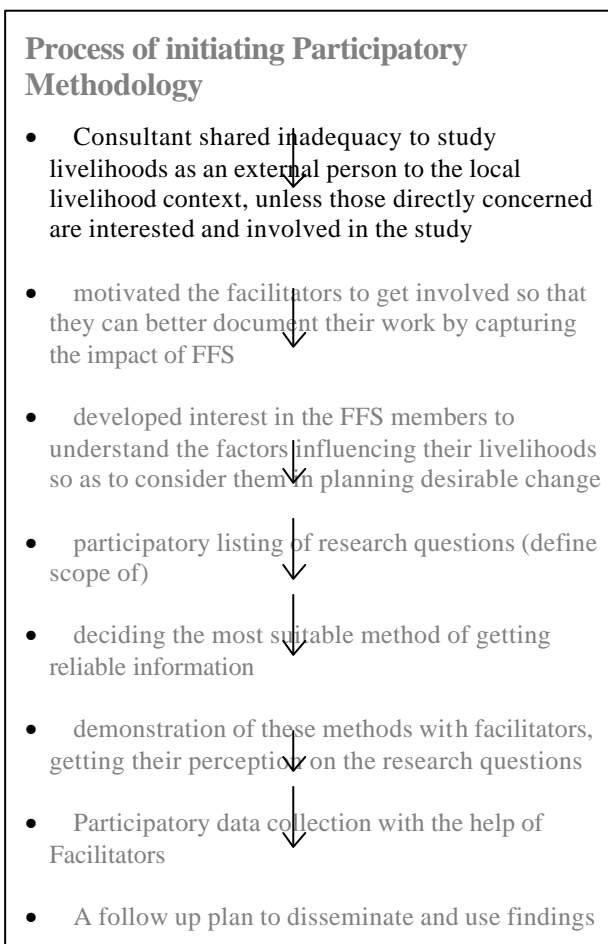 Process of initiating Participatory
Methodology
• Consultant shared inadequacy to study
livelihoods as an external person to the local
livelihood context, unless those directly concerned
are interested and involved in the study
• motivated the facilitators to get involved so that
they can better document their work by capturing
the impact of FFS
• developed interest in the FFS members to
understand the factors influencing their livelihoods
so as to consider them in planning desirable change
• participatory listing of research questions (define
scope of)
• deciding the most suitable method of getting
reliable information
• demonstration of these methods with facilitators,
getting their perception on the research questions
• Participatory data collection with the help of
Facilitators
• A follow up plan to disseminate and use findings